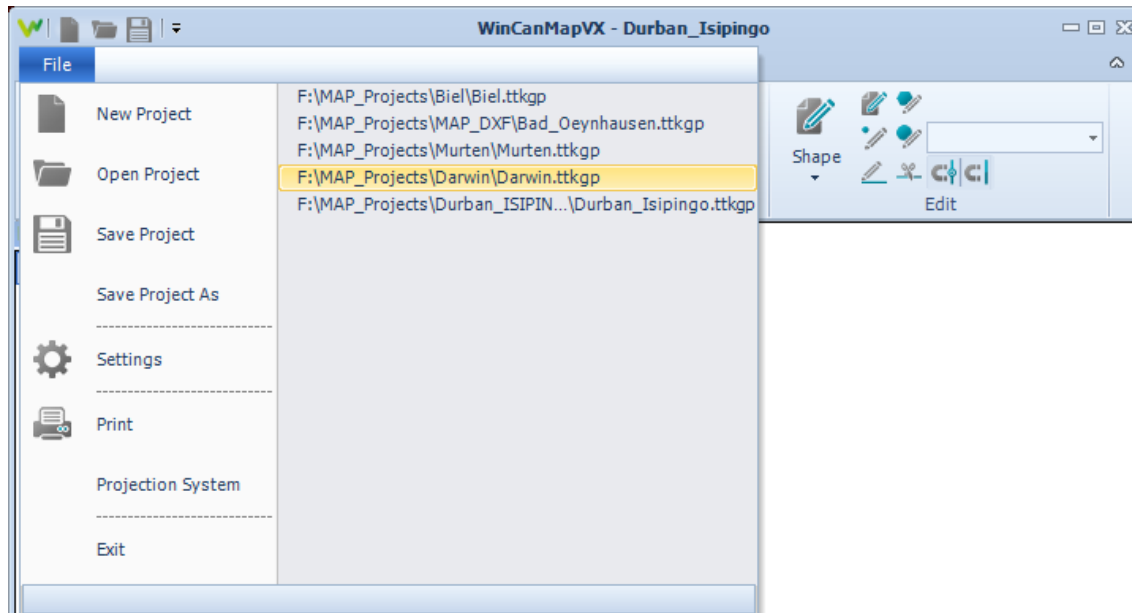 WinCanMapVX - Durban_Isipingo
File
New Project
Open Project
Save Project
Save Project As
Settings
Print
Projection System
Exit
F:\MAP_Projects\Biel\Biel.ttkgp
F:\MAP_Projects\MAP_DXF\Bad_Oeynhausen.ttkgp
F:\MAP_Projects\Murten\Murten.ttkgp
F:\MAP_Projects\Darwin\Darwin.ttkgp
F:\MAP_Projects\Durban_ISIPIN...\Durban_Isipingo.ttkgp
Shape
Edit